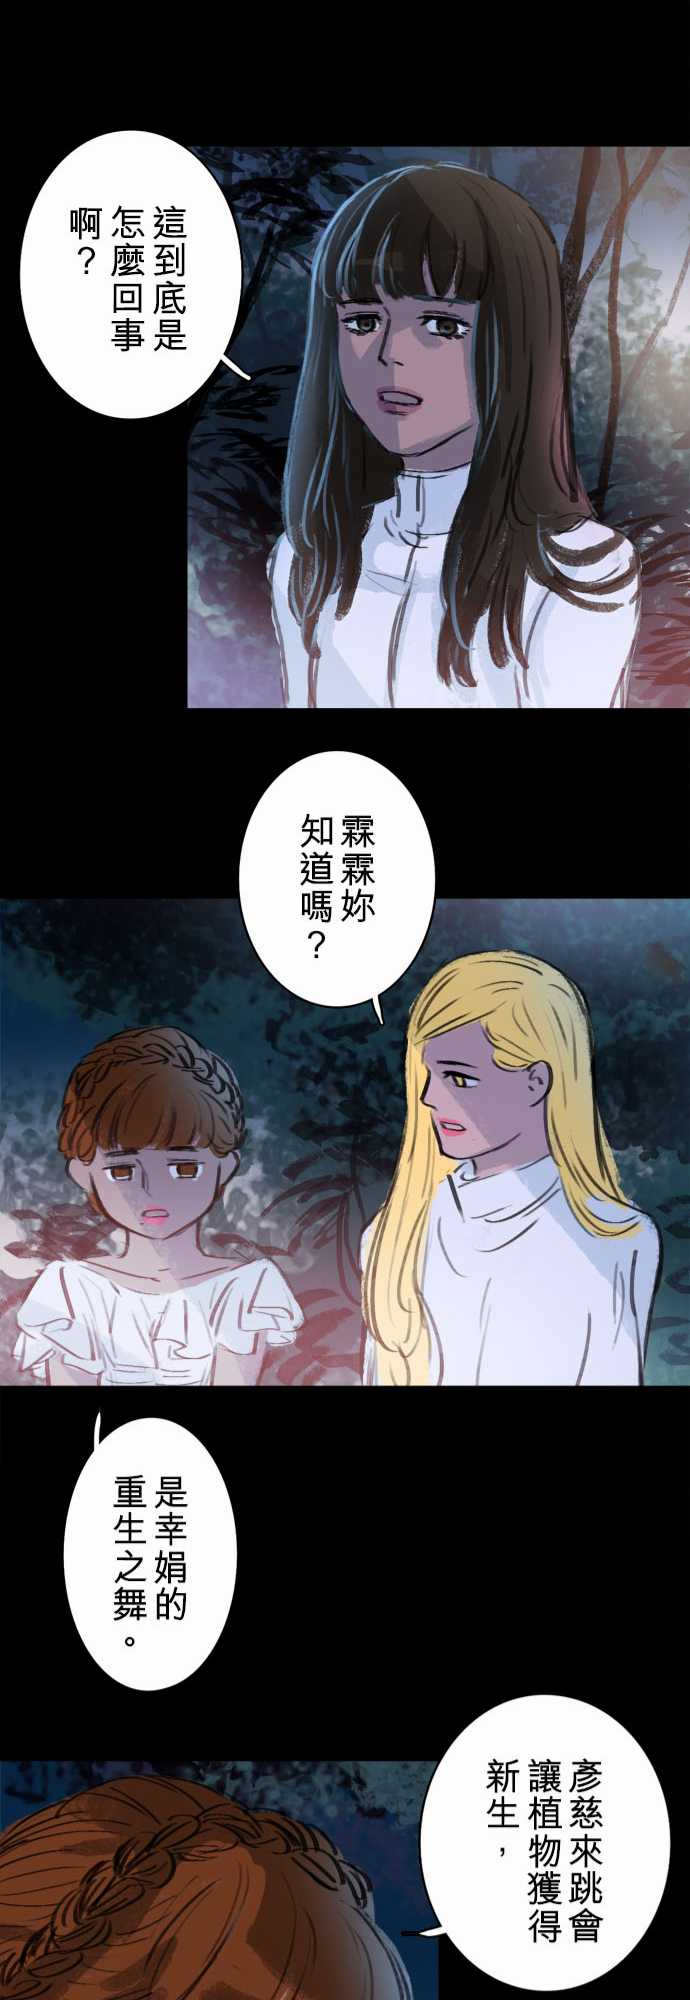 這到底是
怎麼回事
啊？
霖霖妳
知道嗎？
是幸娟的
重生之舞。
彥慈來跳會
讓植物獲得
新生，